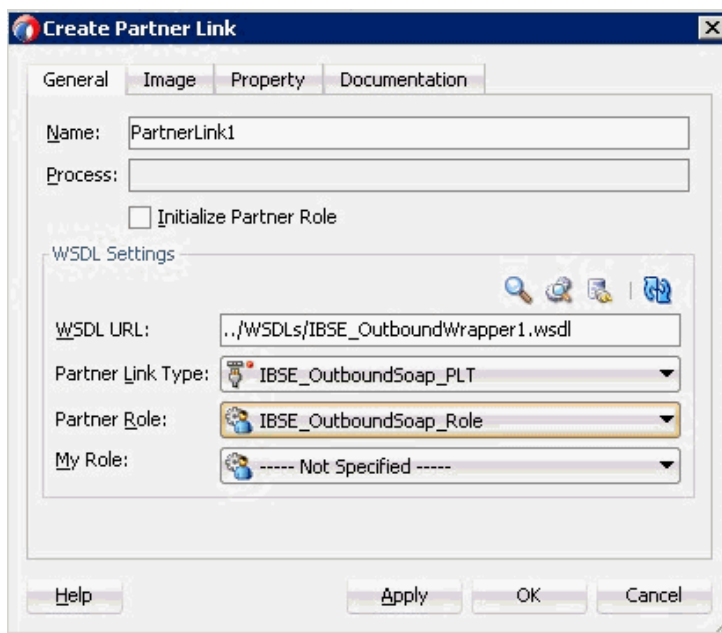 Create Partner Link
General Image Property Documentation
Name: PartnerLink1
Process:
Initialize Partner Role
WSDL Settings
WSDL URL: ../WSDLs/IBSE_OutboundWrapper1.wsdl
Partner Link Type: IBSE_OutboundSoap_PLT
Partner Role: IBSE_OutboundSoap_Role
My Role: ----- Not Specified -----
Help Apply OK Cancel